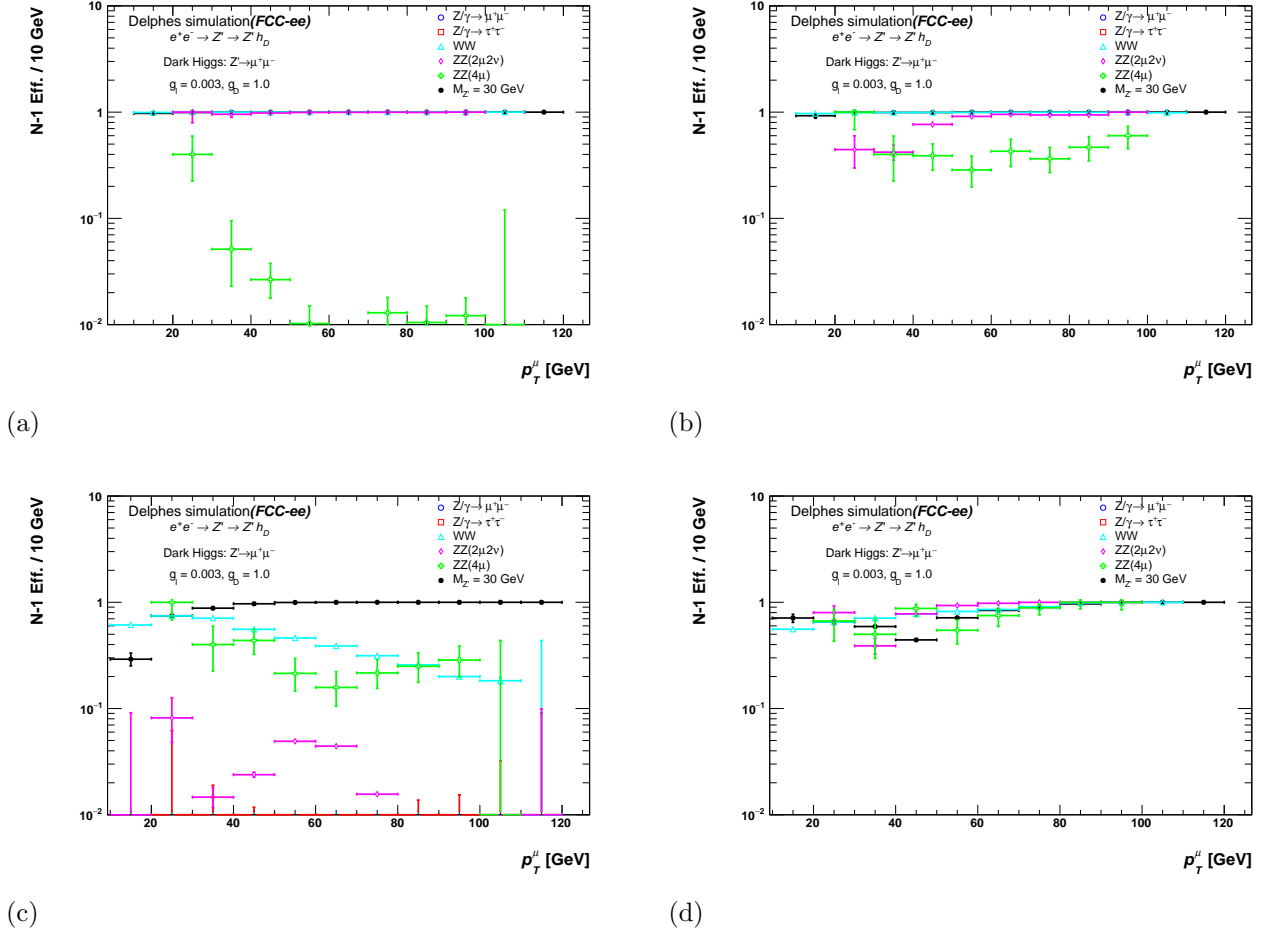 Delphes simulation(FCC-ee)
e⁺e⁻ → Z' → Z' h_D
Dark Higgs: Z'→μ⁺μ⁻
g_l = 0.003, g_D = 1.0
Z/γ→ μ⁺μ⁻
Z/γ→ τ⁺τ⁻
WW
ZZ(2μ2ν)
ZZ(4μ)
M_Z' = 30 GeV
N-1 Eff. / 10 GeV
10
1
10⁻¹
10⁻²
20 40 60 80 100 120
p_T^μ [GeV]
(a)
Delphes simulation(FCC-ee)
e⁺e⁻ → Z' → Z' h_D
Dark Higgs: Z'→μ⁺μ⁻
g_l = 0.003, g_D = 1.0
Z/γ→ μ⁺μ⁻
Z/γ→ τ⁺τ⁻
WW
ZZ(2μ2ν)
ZZ(4μ)
M_Z' = 30 GeV
N-1 Eff. / 10 GeV
10
1
10⁻¹
10⁻²
20 40 60 80 100 120
p_T^μ [GeV]
(b)
Delphes simulation(FCC-ee)
e⁺e⁻ → Z' → Z' h_D
Dark Higgs: Z'→μ⁺μ⁻
g_l = 0.003, g_D = 1.0
Z/γ→ μ⁺μ⁻
Z/γ→ τ⁺τ⁻
WW
ZZ(2μ2ν)
ZZ(4μ)
M_Z' = 30 GeV
N-1 Eff. / 10 GeV
10
1
10⁻¹
10⁻²
20 40 60 80 100 120
p_T^μ [GeV]
(c)
Delphes simulation(FCC-ee)
e⁺e⁻ → Z' → Z' h_D
Dark Higgs: Z'→μ⁺μ⁻
g_l = 0.003, g_D = 1.0
Z/γ→ μ⁺μ⁻
Z/γ→ τ⁺τ⁻
WW
ZZ(2μ2ν)
ZZ(4μ)
M_Z' = 30 GeV
N-1 Eff. / 10 GeV
10
1
10⁻¹
10⁻²
20 40 60 80 100 120
p_T^μ [GeV]
(d)